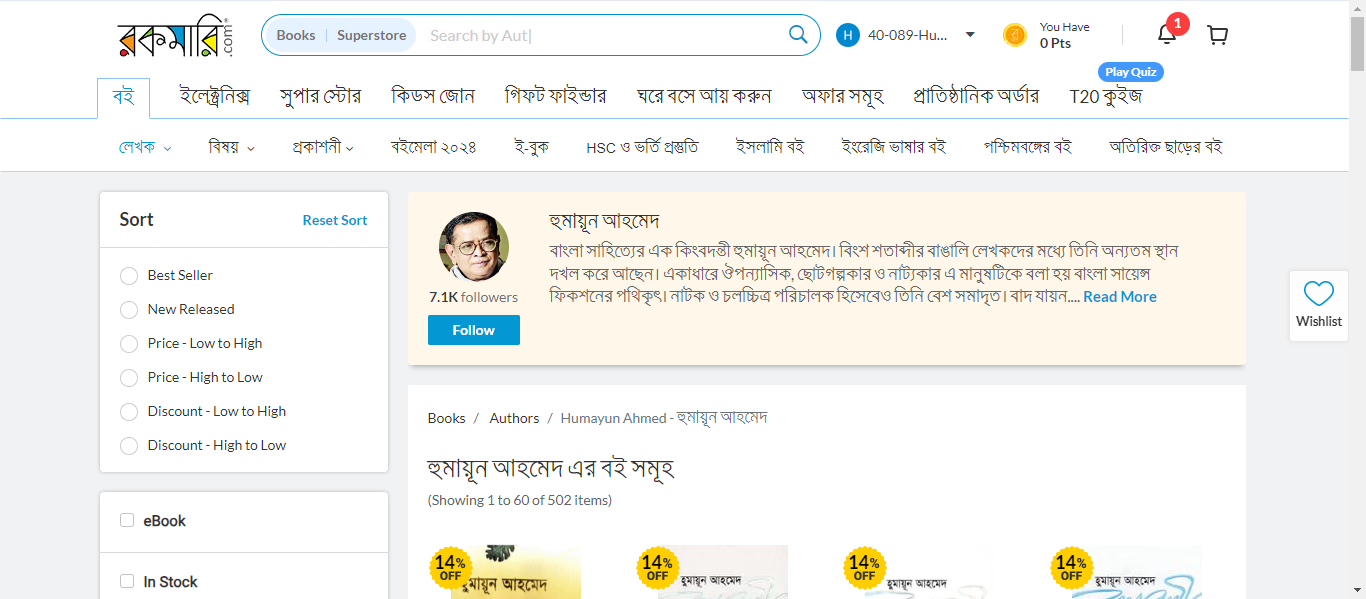 রকমারি.com
Books | Superstore Search by Aut|
H 40-089-Hu...
You Have
0 Pts
1
Play Quiz
বই ইলেক্ট্রনিক্স সুপার স্টোর কিডস জোন গিফট ফাইন্ডার ঘরে বসে আয় করুন অফার সমূহ প্রাতিষ্ঠানিক অর্ডার T20 কুইজ
লেখক বিষয় প্রকাশনী বইমেলা ২০২৪ ই-বুক HSC ও ভর্তি প্রস্তুতি ইসলামি বই ইংরেজি ভাষার বই পশ্চিমবঙ্গের বই অতিরিক্ত ছাড়ের বই
Sort Reset Sort
Best Seller
New Released
Price - Low to High
Price - High to Low
Discount - Low to High
Discount - High to Low
eBook
In Stock
7.1K followers
Follow
হুমায়ূন আহমেদ
বাংলা সাহিত্যের এক কিংবদন্তী হুমায়ূন আহমেদ। বিংশ শতাব্দীর বাঙালি লেখকদের মধ্যে তিনি অন্যতম স্থান
দখল করে আছেন। একাধারে ঔপন্যাসিক, ছোটগল্পকার ও নাট্যকার এ মানুষটিকে বলা হয় বাংলা সায়েন্স
ফিকশনের পথিকৃৎ। নাটক ও চলচ্চিত্র পরিচালক হিসেবেও তিনি বেশ সমাদৃত। বাদ যায়ন.... Read More
Wishlist
Books / Authors / Humayun Ahmed - হুমায়ূন আহমেদ
হুমায়ূন আহমেদ এর বই সমূহ
(Showing 1 to 60 of 502 items)
14% OFF হুমায়ূন আহমেদ
14% OFF হুমায়ূন আহমেদ
14% OFF হুমায়ূন আহমেদ
14% OFF হুমায়ূন আহমেদ